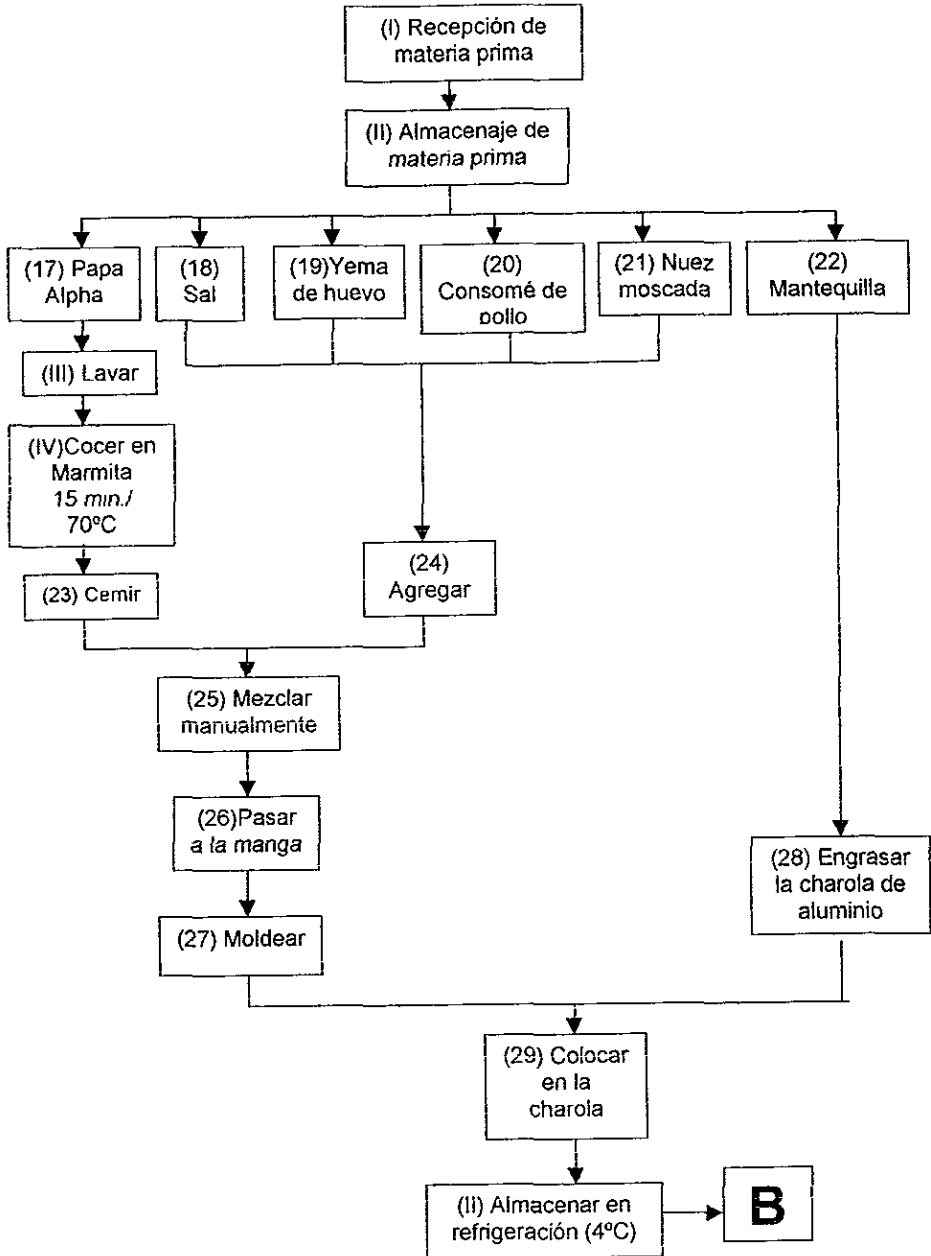 (I) Recepción de
materia prima
(II) Almacenaje de
materia prima
(17) Papa
Alpha
(18)
Sal
(19)Yema
de huevo
(20)
Consomé de
pollo
(21) Nuez
moscada
(22)
Mantequilla
(III) Lavar
(IV)Cocer en
Marmita
15 min./
70ºC
(23) Cernir
(24)
Agregar
(25) Mezclar
manualmente
(26)Pasar
a la manga
(27) Moldear
(28) Engrasar
la charola de
aluminio
(29) Colocar
en la
charola
(II) Almacenar en
refrigeración (4ºC)
B